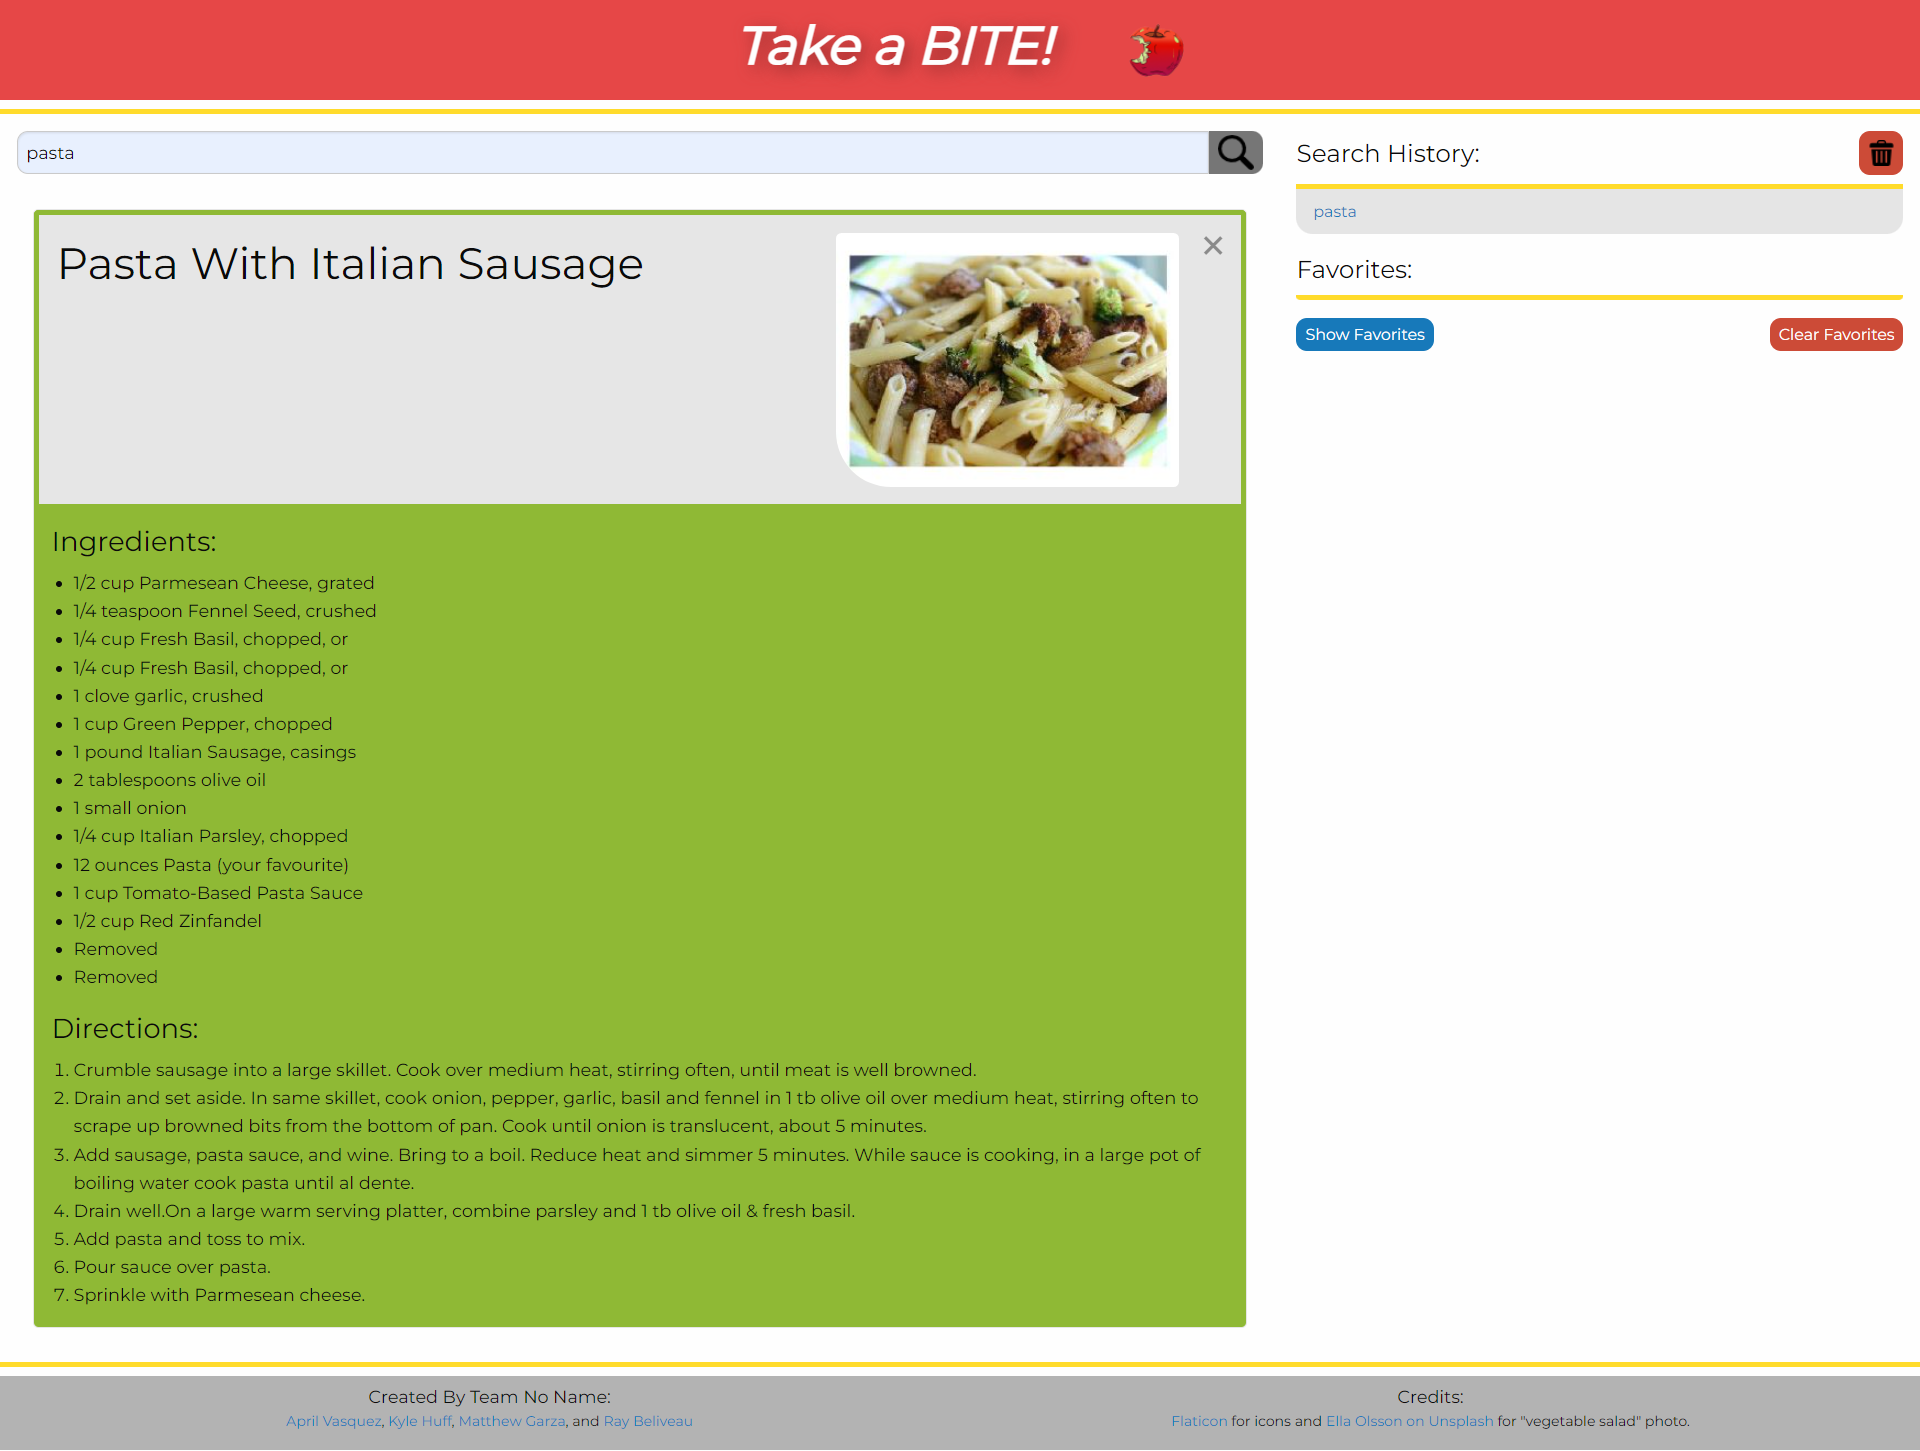 Take a BITE!
pasta
Search History:
pasta
Favorites:
Show Favorites
Clear Favorites
Pasta With Italian Sausage
Ingredients:
1/2 cup Parmesean Cheese, grated
1/4 teaspoon Fennel Seed, crushed
1/4 cup Fresh Basil, chopped, or
1/4 cup Fresh Basil, chopped, or
1 clove garlic, crushed
1 cup Green Pepper, chopped
1 pound Italian Sausage, casings
2 tablespoons olive oil
1 small onion
1/4 cup Italian Parsley, chopped
12 ounces Pasta (your favourite)
1 cup Tomato-Based Pasta Sauce
1/2 cup Red Zinfandel
Removed
Removed
Directions:
1. Crumble sausage into a large skillet. Cook over medium heat, stirring often, until meat is well browned.
2. Drain and set aside. In same skillet, cook onion, pepper, garlic, basil and fennel in 1 tb olive oil over medium heat, stirring often to
scrape up browned bits from the bottom of pan. Cook until onion is translucent, about 5 minutes.
3. Add sausage, pasta sauce, and wine. Bring to a boil. Reduce heat and simmer 5 minutes. While sauce is cooking, in a large pot of
boiling water cook pasta until al dente.
4. Drain well.On a large warm serving platter, combine parsley and 1 tb olive oil & fresh basil.
5. Add pasta and toss to mix.
6. Pour sauce over pasta.
7. Sprinkle with Parmesean cheese.
Created By Team No Name:
April Vasquez, Kyle Huff, Matthew Garza, and Ray Beliveau
Credits:
Flaticon for icons and Ella Olsson on Unsplash for "vegetable salad" photo.